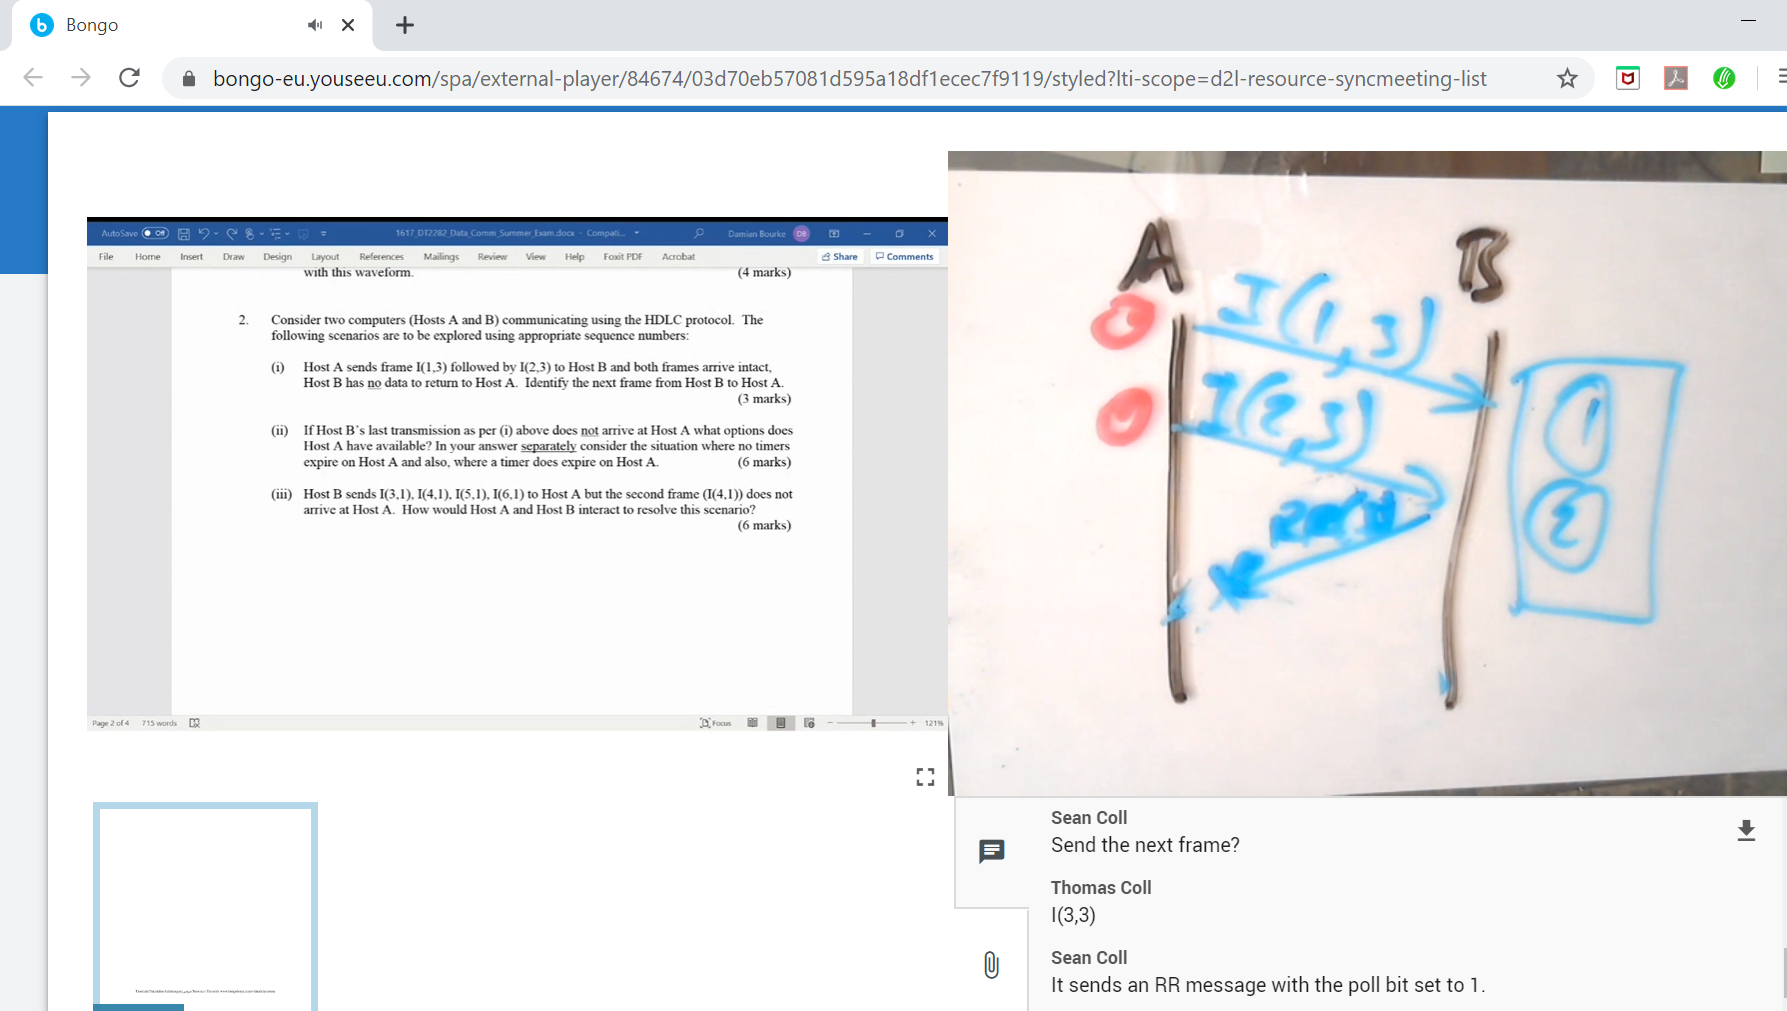 Bongo
bongo-eu.youseeu.com/spa/external-player/84674/03d70eb57081d595a18df1ecec7f9119/styled?lti-scope=d2l-resource-syncmeeting-list
AutoSave Off 1617_DT2282_Data_Comm_Summer_Exam.docx - Compati... Damian Bourke DB
File Home Insert Draw Design Layout References Mailings Review View Help Foxit PDF Acrobat Share Comments
with this waveform. (4 marks)
2. Consider two computers (Hosts A and B) communicating using the HDLC protocol. The
following scenarios are to be explored using appropriate sequence numbers:
(i) Host A sends frame I(1,3) followed by I(2,3) to Host B and both frames arrive intact,
Host B has no data to return to Host A. Identify the next frame from Host B to Host A.
(3 marks)
(ii) If Host B's last transmission as per (i) above does not arrive at Host A what options does
Host A have available? In your answer separately consider the situation where no timers
expire on Host A and also, where a timer does expire on Host A. (6 marks)
(iii) Host B sends I(3,1), I(4,1), I(5,1), I(6,1) to Host A but the second frame (I(4,1)) does not
arrive at Host A. How would Host A and Host B interact to resolve this scenario?
(6 marks)
Page 2 of 4 715 words Focus 121%
A B
I(1,3)
I(2,3)
1
2
Sean Coll
Send the next frame?
Thomas Coll
I(3,3)
Sean Coll
It sends an RR message with the poll bit set to 1.